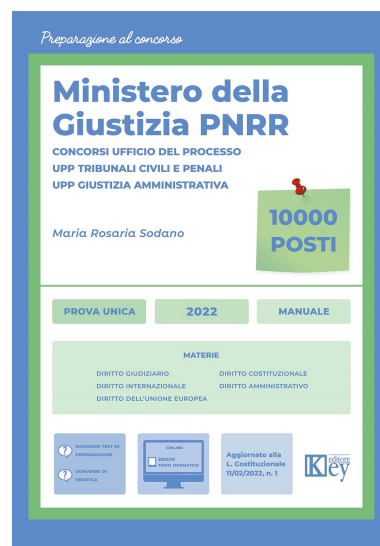 Preparazione al concorso
Ministero della
Giustizia PNRR
CONCORSI UFFICIO DEL PROCESSO
UPP TRIBUNALI CIVILI E PENALI
UPP GIUSTIZIA AMMINISTRATIVA
10000
POSTI
Maria Rosaria Sodano
PROVA UNICA
2022
MANUALE
MATERIE
DIRITTO GIUDIZIARIO
DIRITTO COSTITUZIONALE
DIRITTO INTERNAZIONALE
DIRITTO AMMINISTRATIVO
DIRITTO DELL'UNIONE EUROPEA
? DOMANDE TEST DI
PREPARAZIONE
? DOMANDE DI
VERIFICA
ONLINE
EBOOK
FONTI NORMATIVE
Aggiornato alla
L. Costituzionale
11/02/2022, n. 1
Key
editore